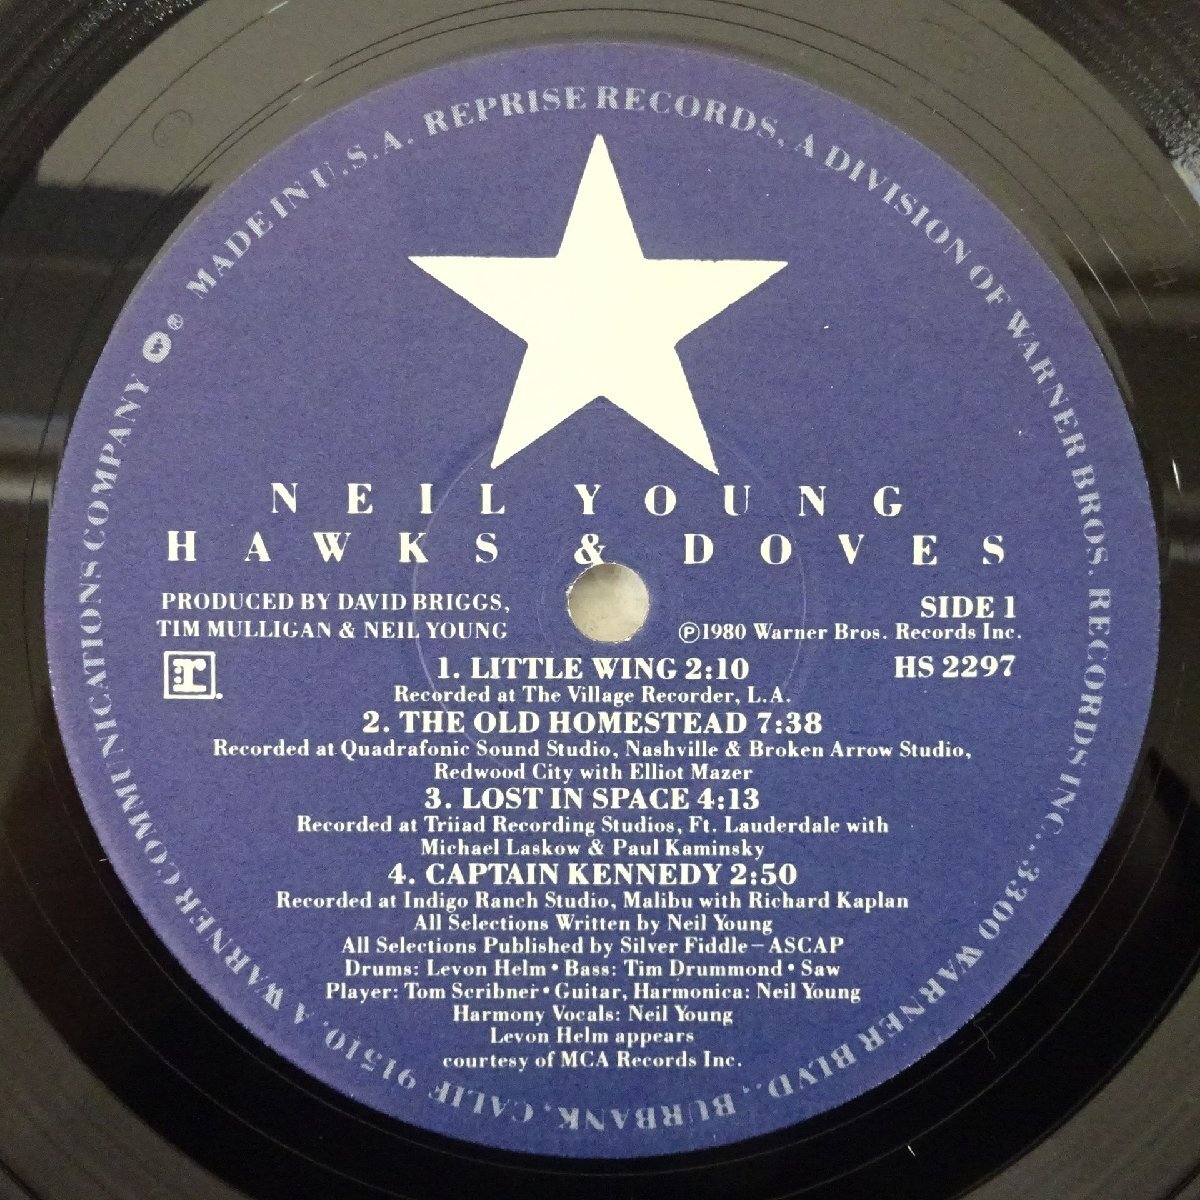 MADE IN U.S.A. REPRISE RECORDS, A DIVISION OF WARNER BROS. RECORDS INC., 3300 WARNER BLVD., BURBANK, CALIF. 91510. A WARNER COMMUNICATIONS COMPANY ®
NEIL YOUNG
HAWKS & DOVES
PRODUCED BY DAVID BRIGGS,
TIM MULLIGAN & NEIL YOUNG
SIDE 1
Ⓟ1980 Warner Bros. Records Inc.
r.
HS 2297
1. LITTLE WING 2:10
Recorded at The Village Recorder, L.A.
2. THE OLD HOMESTEAD 7:38
Recorded at Quadrafonic Sound Studio, Nashville & Broken Arrow Studio,
Redwood City with Elliot Mazer
3. LOST IN SPACE 4:13
Recorded at Triiad Recording Studios, Ft. Lauderdale with
Michael Laskow & Paul Kaminsky
4. CAPTAIN KENNEDY 2:50
Recorded at Indigo Ranch Studio, Malibu with Richard Kaplan
All Selections Written by Neil Young
All Selections Published by Silver Fiddle—ASCAP
Drums: Levon Helm • Bass: Tim Drummond • Saw
Player: Tom Scribner • Guitar, Harmonica: Neil Young
Harmony Vocals: Neil Young
Levon Helm appears
courtesy of MCA Records Inc.